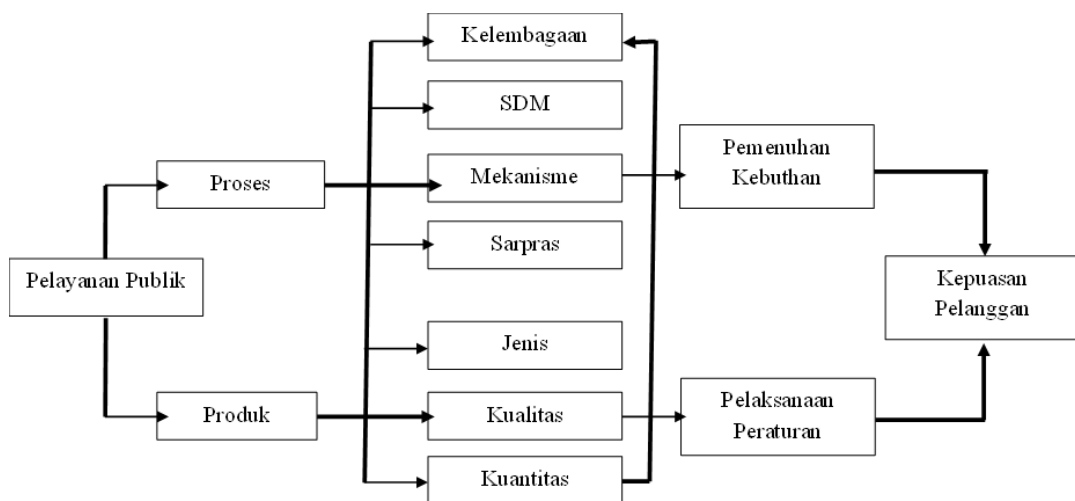 Kelembagaan
SDM
Mekanisme
Sarpras
Jenis
Kualitas
Kuantitas
Proses
Produk
Pelayanan Publik
Pemenuhan
Kebuthan
Pelaksanaan
Peraturan
Kepuasan
Pelanggan